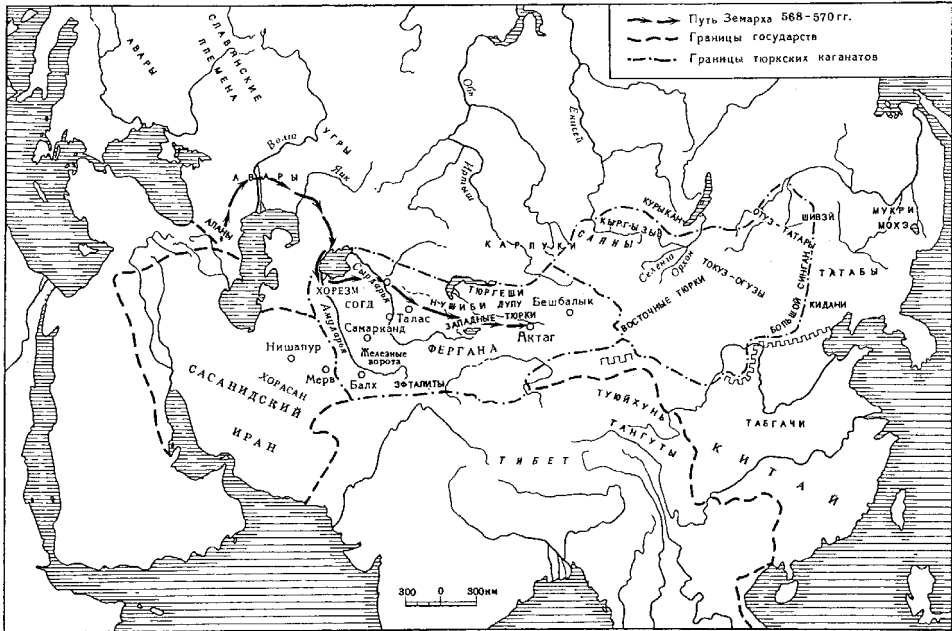 Путь Земарха 568-570 гг.
Границы государств
Границы тюркских каганатов
АВАРЫ
СЛАВЯНСКИЕ
ПЛЕМЕНА
Волга
УГРЫ
Яик
Обь
Иртыш
Енисей
АВАРЫ
АЛАНЫ
КУРЫКАН
КЫРГЫЗЫ
САЯНЫ
КАРЛУКИ
Селенга
Орхон
ОТУЗ-
ТАТАРЫ
ШИВЭЙ
МУКРИ
МОХЭ
ТАТАБЫ
ТОКУЗ-ОГУЗЫ
БОЛЬШОЙ СИНГАН
КИДАНИ
ХОРЕЗМ
СОГД
Сырдарья
Амударья
ТЮРГЕШИ
НУШИБИ ДУЛУ
ЗАПАДНЫЕ-ТЮРКИ
Талас
Бешбалык
Актаг
ВОСТОЧНЫЕ ТЮРКИ
Самарканд
ФЕРГАНА
Железные
ворота
Нишапур
Мерв
Балх
ЭФТАЛИТЫ
ХОРАСАН
САСАНИДСКИЙ
ИРАН
ТУЮЙХУНЬ
ТАНГУТЫ
ТАБГАЧИ
КИТАЙ
ТИБЕТ
300 0 300км